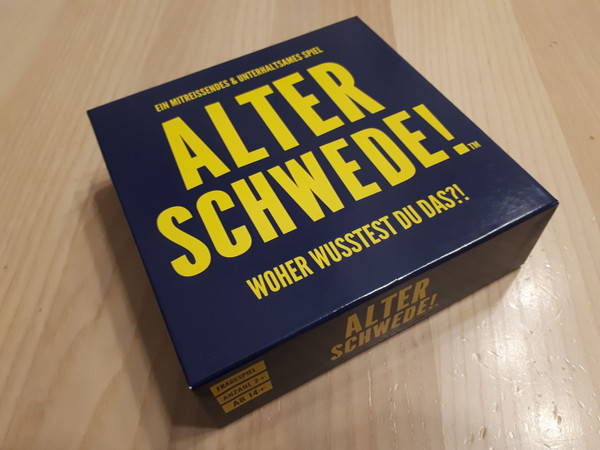 EIN MITREISSENDES & UNTERHALTSAMES SPIEL
ALTER
SCHWEDE!™
WOHER WUSSTEST DU DAS?!
ALTER
SCHWEDE!
FRAGESPIEL
ANZAHL 2+
AB 14+